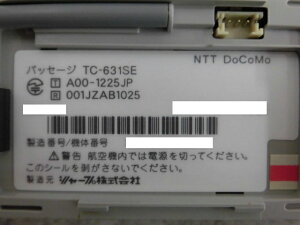 NTT DoCoMo
パッセージ TC-631SE
T A00-1225JP
R 001JZAB1025
製造番号/機体番号
⚠警告 航空機内では電源を切ってください。
このシールを剥がさないでください。
シャープ株式会社